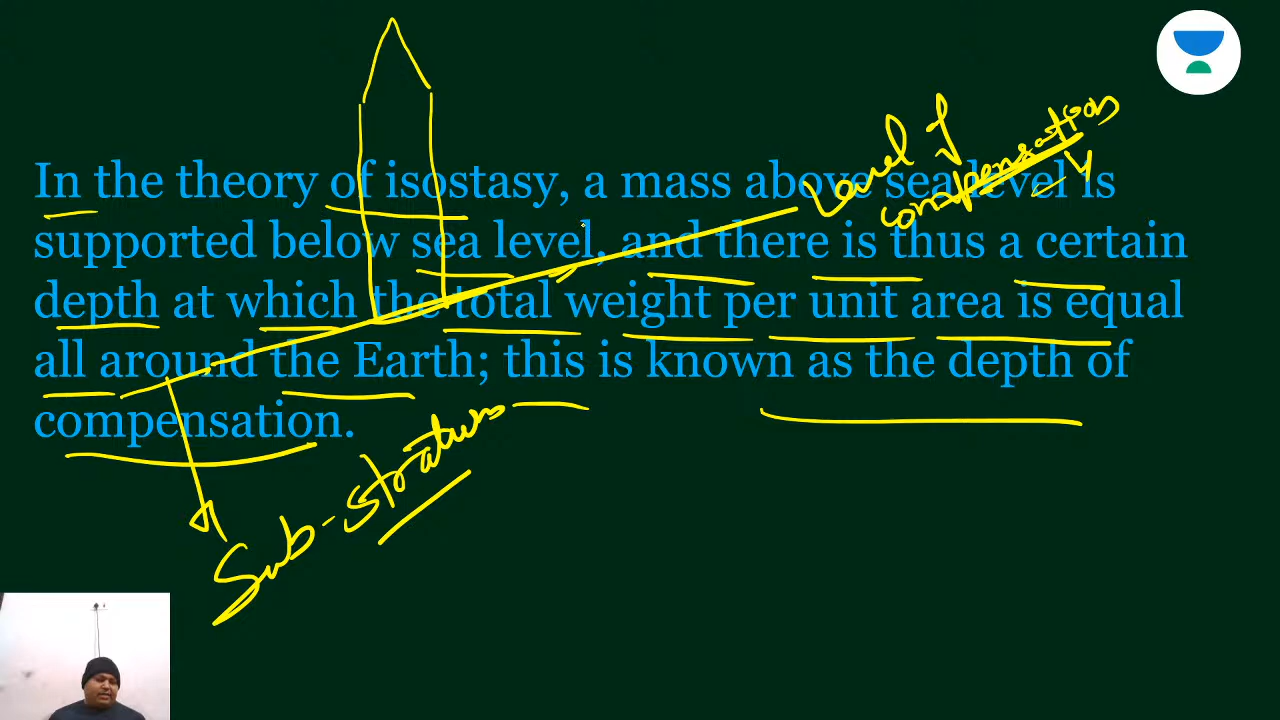 In the theory of isostasy, a mass above sea level is
supported below sea level, and there is thus a certain
depth at which the total weight per unit area is equal
all around the Earth; this is known as the depth of
compensation.
Level of
compensation
Sub-stratum